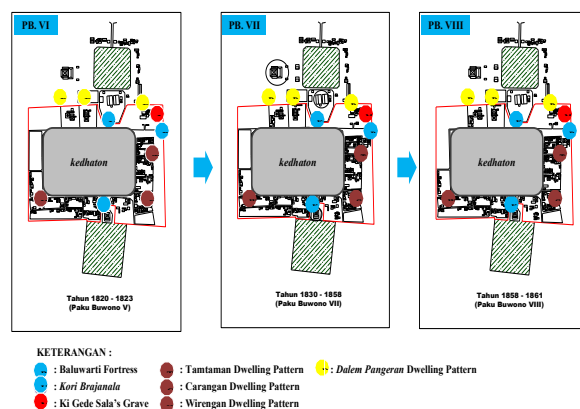 PB. VI
PB. VII
PB. VIII
kedhaton
kedhaton
kedhaton
Tahun 1820 - 1823
(Paku Buwono V)
Tahun 1830 - 1858
(Paku Buwono VII)
Tahun 1858 - 1861
(Paku Buwono VIII)
KETERANGAN :
: Baluwarti Fortress
: Tamtaman Dwelling Pattern
: Dalem Pangeran Dwelling Pattern
: Kori Brajanala
: Carangan Dwelling Pattern
: Ki Gede Sala's Grave
: Wirengan Dwelling Pattern